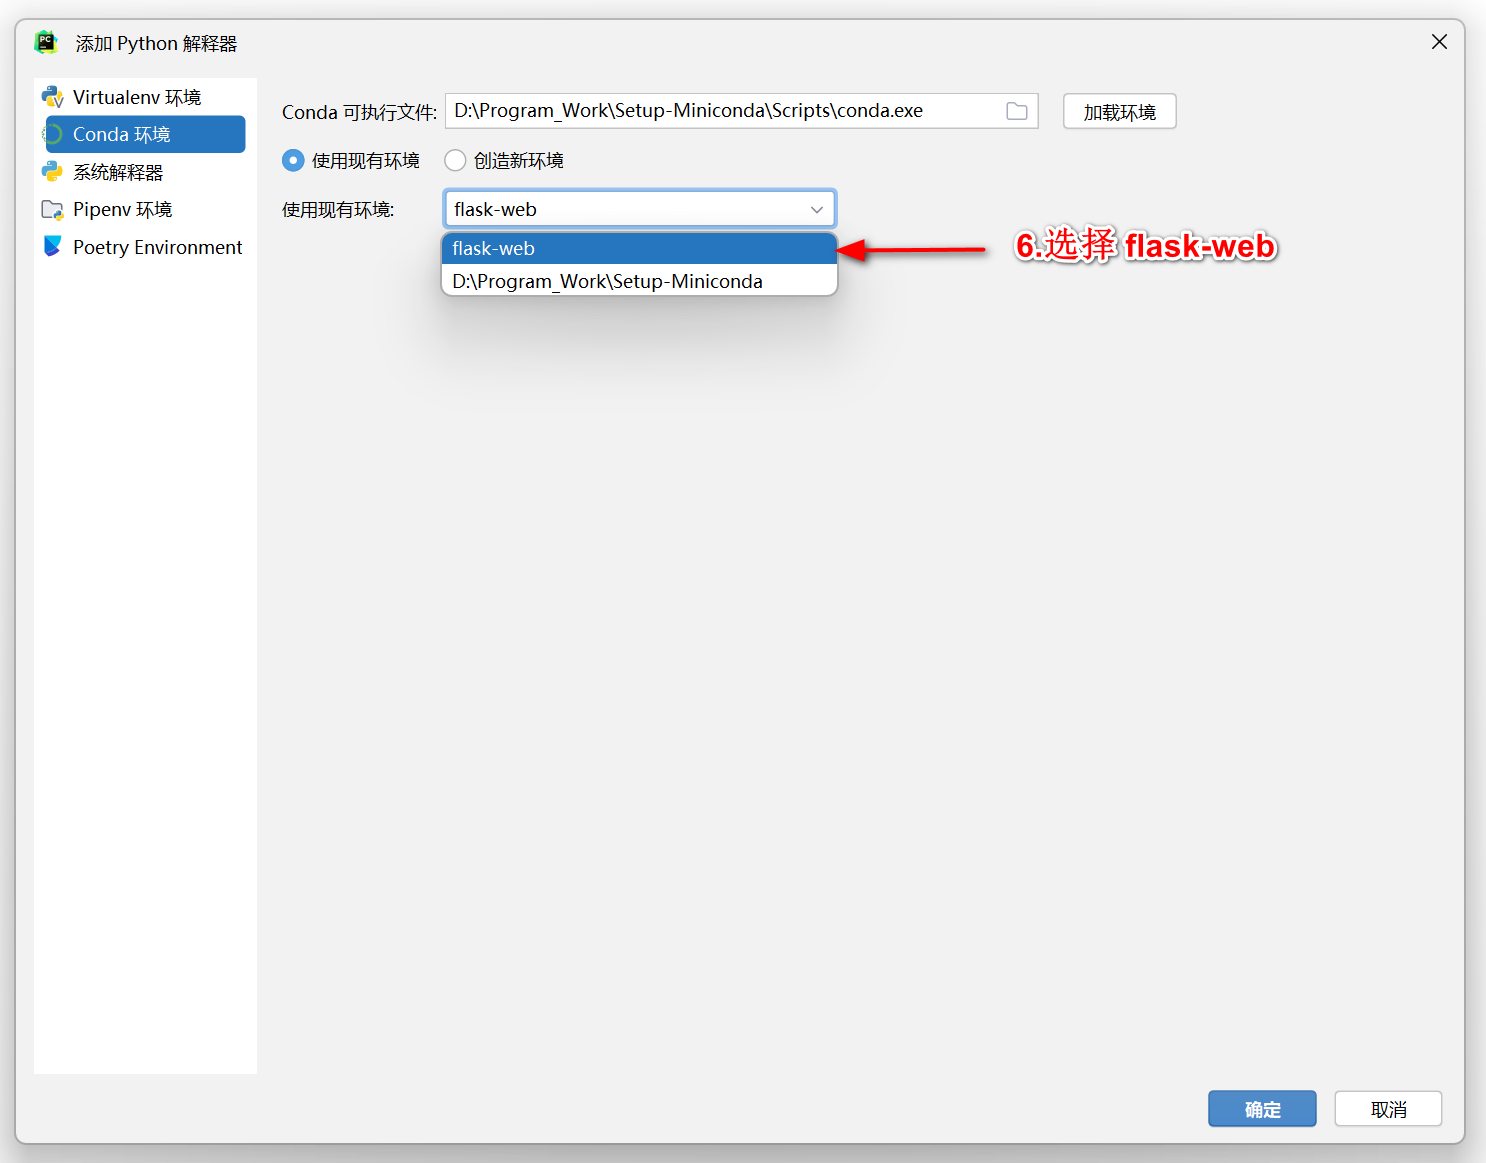 添加 Python 解释器
Virtualenv 环境
Conda 环境
系统解释器
Pipenv 环境
Poetry Environment
Conda 可执行文件: D:\Program_Work\Setup-Miniconda\Scripts\conda.exe 加载环境
使用现有环境 创造新环境
使用现有环境: flask-web
flask-web
D:\Program_Work\Setup-Miniconda
6.选择 flask-web
确定 取消